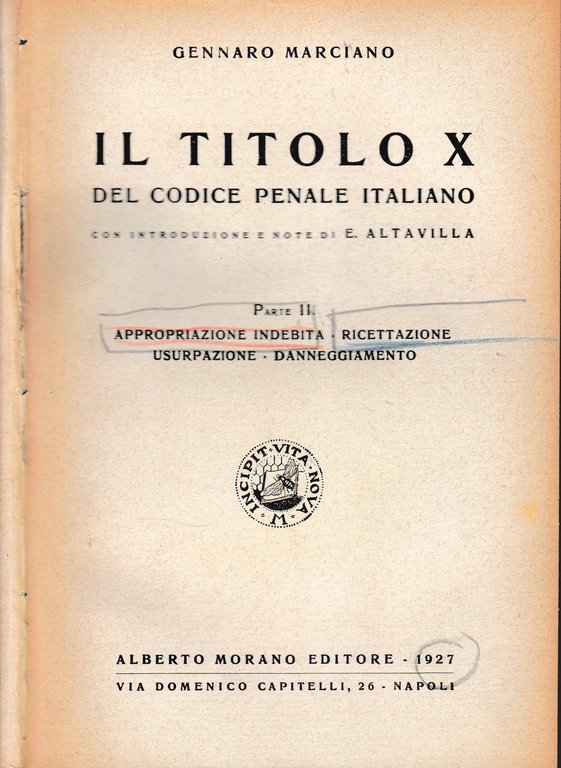 GENNARO MARCIANO
IL TITOLO X
DEL CODICE PENALE ITALIANO
CON INTRODUZIONE E NOTE DI E. ALTAVILLA
PARTE II.
APPROPRIAZIONE INDEBITA · RICETTAZIONE
USURPAZIONE · DANNEGGIAMENTO
INCIPIT · VITA · NOVA
M
ALBERTO MORANO EDITORE - 1927
VIA DOMENICO CAPITELLI, 26 - NAPOLI